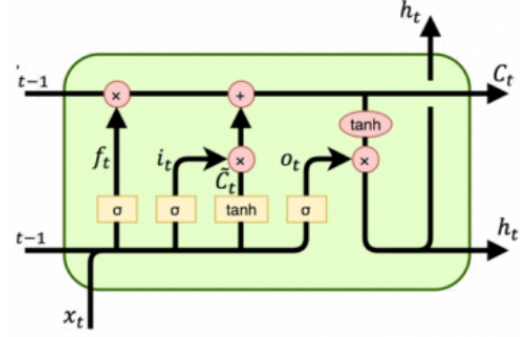 h_t
t−1
C_t
×
+
tanh
f_t
i_t
×
o_t
×
C̃_t
σ
σ
tanh
σ
t−1
h_t
x_t